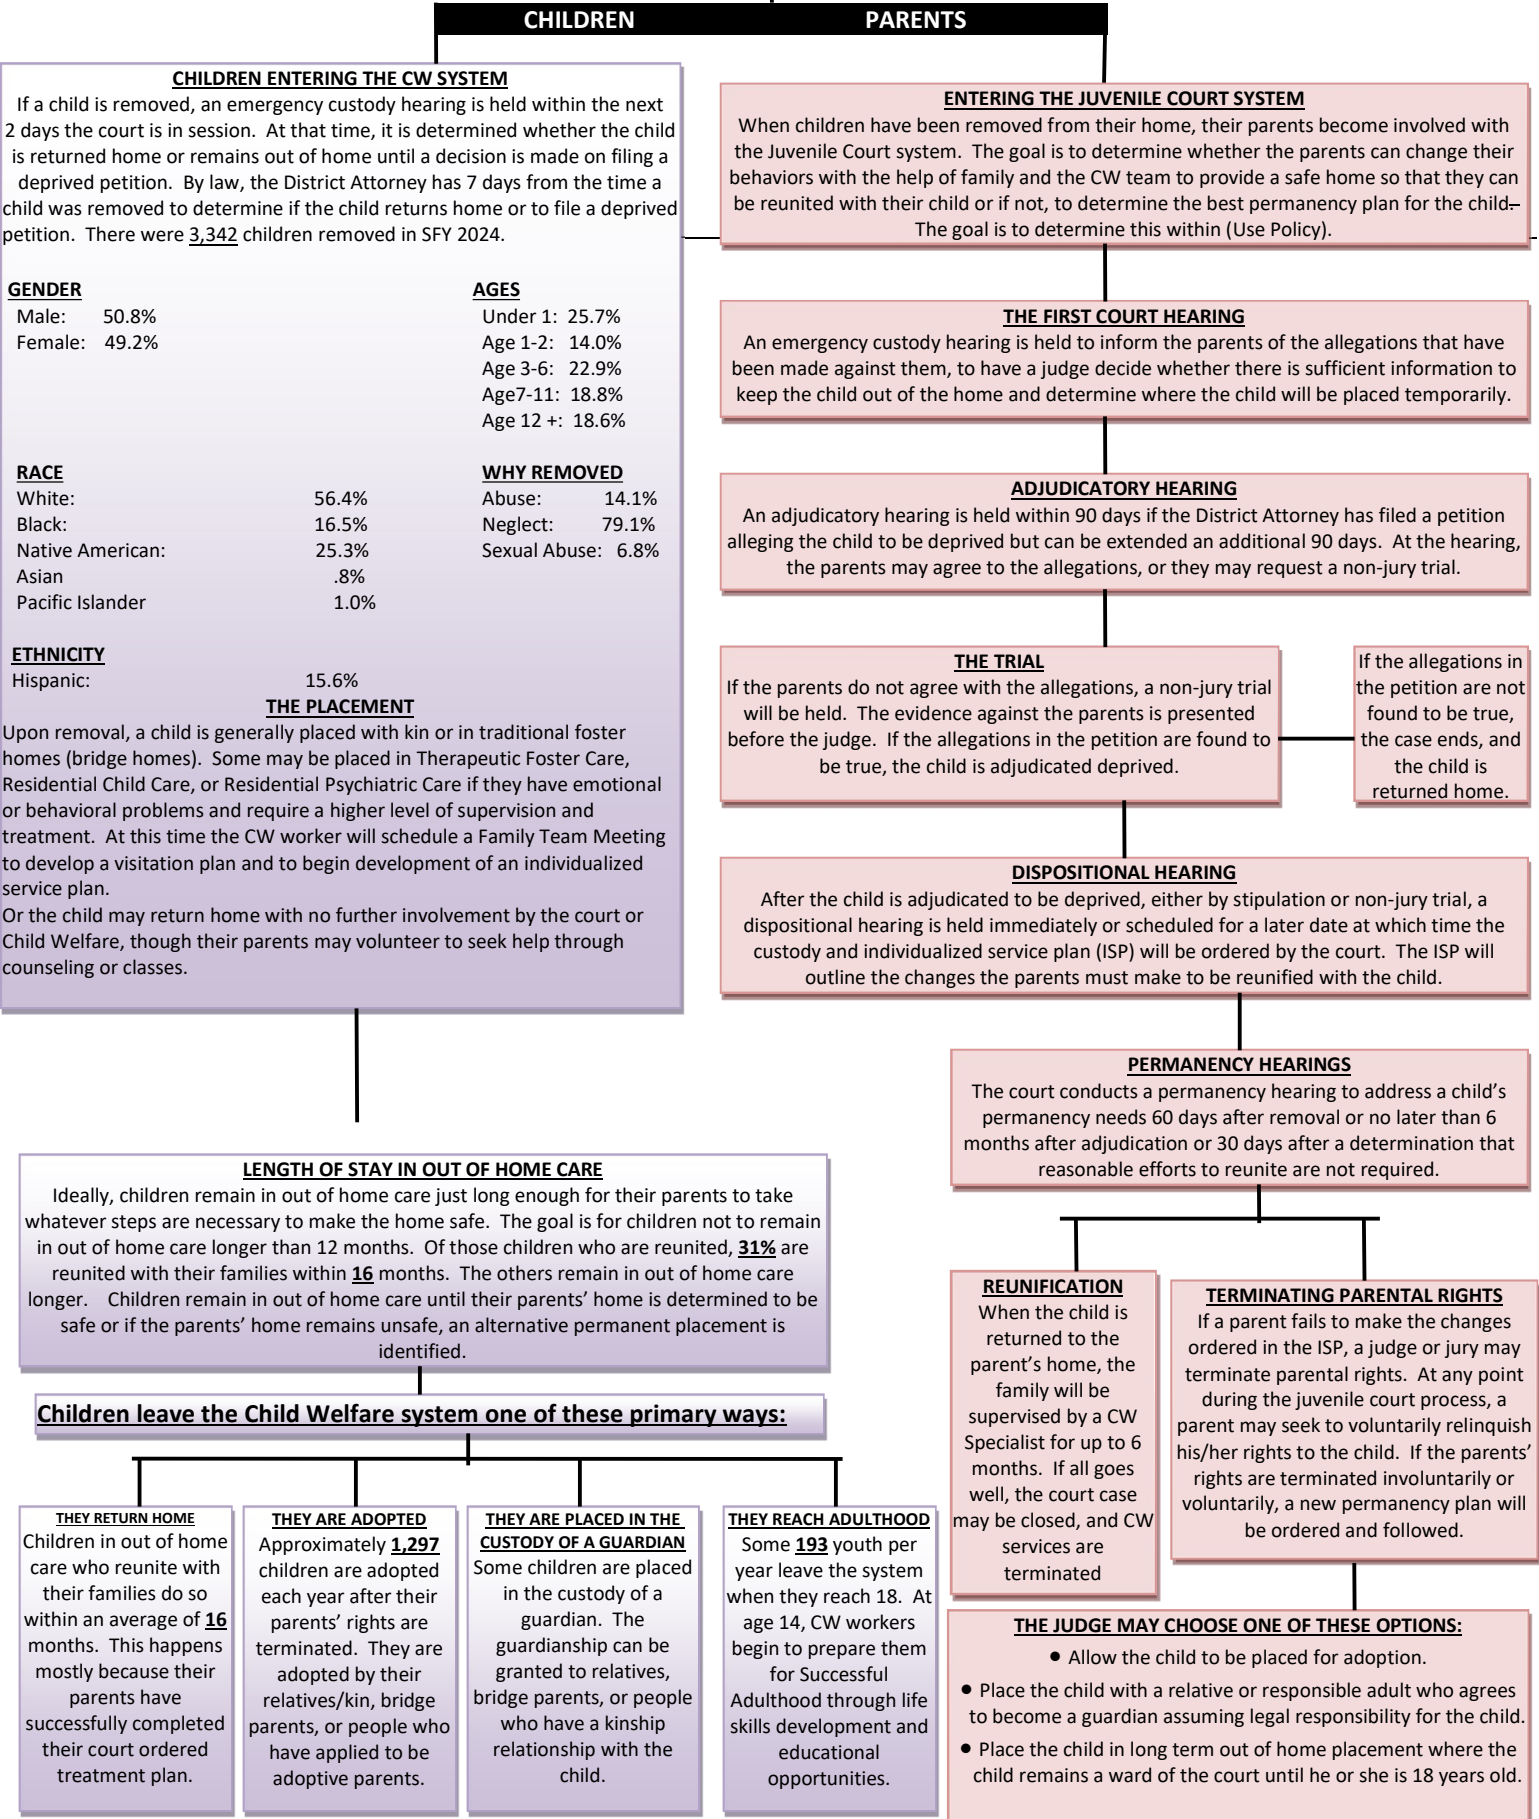 CHILDREN PARENTS
CHILDREN ENTERING THE CW SYSTEM
If a child is removed, an emergency custody hearing is held within the next
2 days the court is in session. At that time, it is determined whether the child
is returned home or remains out of home until a decision is made on filing a
deprived petition. By law, the District Attorney has 7 days from the time a
child was removed to determine if the child returns home or to file a deprived
petition. There were 3,342 children removed in SFY 2024.
GENDER
Male: 50.8%
Female: 49.2%
AGES
Under 1: 25.7%
Age 1-2: 14.0%
Age 3-6: 22.9%
Age7-11: 18.8%
Age 12 +: 18.6%
RACE
White: 56.4%
Black: 16.5%
Native American: 25.3%
Asian .8%
Pacific Islander 1.0%
WHY REMOVED
Abuse: 14.1%
Neglect: 79.1%
Sexual Abuse: 6.8%
ETHNICITY
Hispanic: 15.6%
THE PLACEMENT
Upon removal, a child is generally placed with kin or in traditional foster
homes (bridge homes). Some may be placed in Therapeutic Foster Care,
Residential Child Care, or Residential Psychiatric Care if they have emotional
or behavioral problems and require a higher level of supervision and
treatment. At this time the CW worker will schedule a Family Team Meeting
to develop a visitation plan and to begin development of an individualized
service plan.
Or the child may return home with no further involvement by the court or
Child Welfare, though their parents may volunteer to seek help through
counseling or classes.
LENGTH OF STAY IN OUT OF HOME CARE
Ideally, children remain in out of home care just long enough for their parents to take
whatever steps are necessary to make the home safe. The goal is for children not to remain
in out of home care longer than 12 months. Of those children who are reunited, 31% are
reunited with their families within 16 months. The others remain in out of home care
longer. Children remain in out of home care until their parents' home is determined to be
safe or if the parents' home remains unsafe, an alternative permanent placement is
identified.
Children leave the Child Welfare system one of these primary ways:
THEY RETURN HOME
Children in out of home
care who reunite with
their families do so
within an average of 16
months. This happens
mostly because their
parents have
successfully completed
their court ordered
treatment plan.
THEY ARE ADOPTED
Approximately 1,297
children are adopted
each year after their
parents' rights are
terminated. They are
adopted by their
relatives/kin, bridge
parents, or people who
have applied to be
adoptive parents.
THEY ARE PLACED IN THE
CUSTODY OF A GUARDIAN
Some children are placed
in the custody of a
guardian. The
guardianship can be
granted to relatives,
bridge parents, or people
who have a kinship
relationship with the
child.
THEY REACH ADULTHOOD
Some 193 youth per
year leave the system
when they reach 18. At
age 14, CW workers
begin to prepare them
for Successful
Adulthood through life
skills development and
educational
opportunities.
ENTERING THE JUVENILE COURT SYSTEM
When children have been removed from their home, their parents become involved with
the Juvenile Court system. The goal is to determine whether the parents can change their
behaviors with the help of family and the CW team to provide a safe home so that they can
be reunited with their child or if not, to determine the best permanency plan for the child.
The goal is to determine this within (Use Policy).
THE FIRST COURT HEARING
An emergency custody hearing is held to inform the parents of the allegations that have
been made against them, to have a judge decide whether there is sufficient information to
keep the child out of the home and determine where the child will be placed temporarily.
ADJUDICATORY HEARING
An adjudicatory hearing is held within 90 days if the District Attorney has filed a petition
alleging the child to be deprived but can be extended an additional 90 days. At the hearing,
the parents may agree to the allegations, or they may request a non-jury trial.
THE TRIAL
If the parents do not agree with the allegations, a non-jury trial
will be held. The evidence against the parents is presented
before the judge. If the allegations in the petition are found to
be true, the child is adjudicated deprived.
If the allegations in
the petition are not
found to be true,
the case ends, and
the child is
returned home.
DISPOSITIONAL HEARING
After the child is adjudicated to be deprived, either by stipulation or non-jury trial, a
dispositional hearing is held immediately or scheduled for a later date at which time the
custody and individualized service plan (ISP) will be ordered by the court. The ISP will
outline the changes the parents must make to be reunified with the child.
PERMANENCY HEARINGS
The court conducts a permanency hearing to address a child's
permanency needs 60 days after removal or no later than 6
months after adjudication or 30 days after a determination that
reasonable efforts to reunite are not required.
REUNIFICATION
When the child is
returned to the
parent's home, the
family will be
supervised by a CW
Specialist for up to 6
months. If all goes
well, the court case
may be closed, and CW
services are
terminated
TERMINATING PARENTAL RIGHTS
If a parent fails to make the changes
ordered in the ISP, a judge or jury may
terminate parental rights. At any point
during the juvenile court process, a
parent may seek to voluntarily relinquish
his/her rights to the child. If the parents'
rights are terminated involuntarily or
voluntarily, a new permanency plan will
be ordered and followed.
THE JUDGE MAY CHOOSE ONE OF THESE OPTIONS:
• Allow the child to be placed for adoption.
• Place the child with a relative or responsible adult who agrees
to become a guardian assuming legal responsibility for the child.
• Place the child in long term out of home placement where the
child remains a ward of the court until he or she is 18 years old.